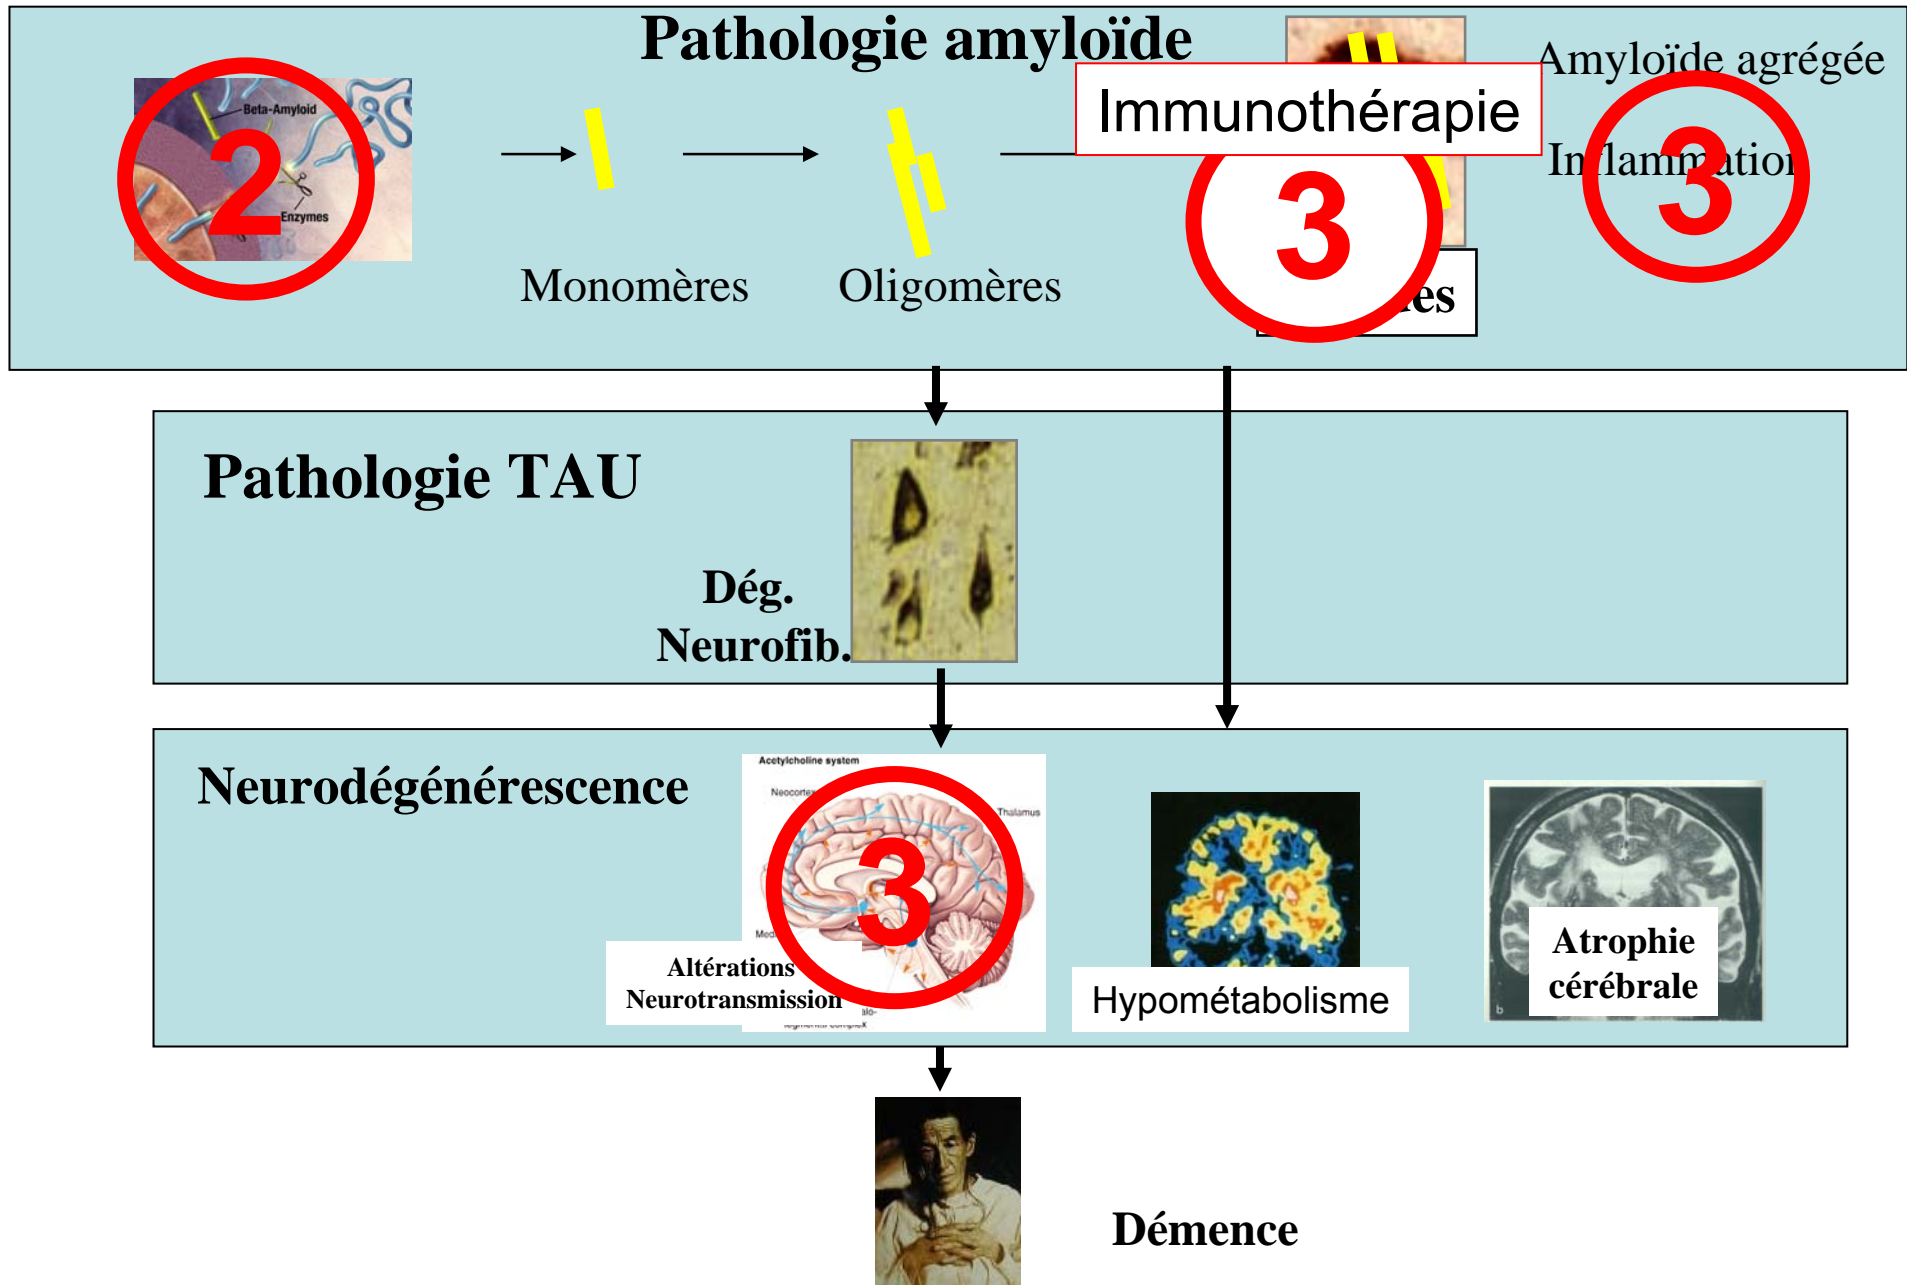 Pathologie amyloïde
Amyloïde agrégée
Immunothérapie
Inflammation
Beta-Amyloid
Enzymes
2
3
3
Monomères
Oligomères
Pathologie TAU
Dég.
Neurofib.
Neurodégénérescence
Acetylcholine system
Neocortex
Thalamus
3
Altérations
Neurotransmission
Hypométabolisme
Atrophie
cérébrale
b
Démence